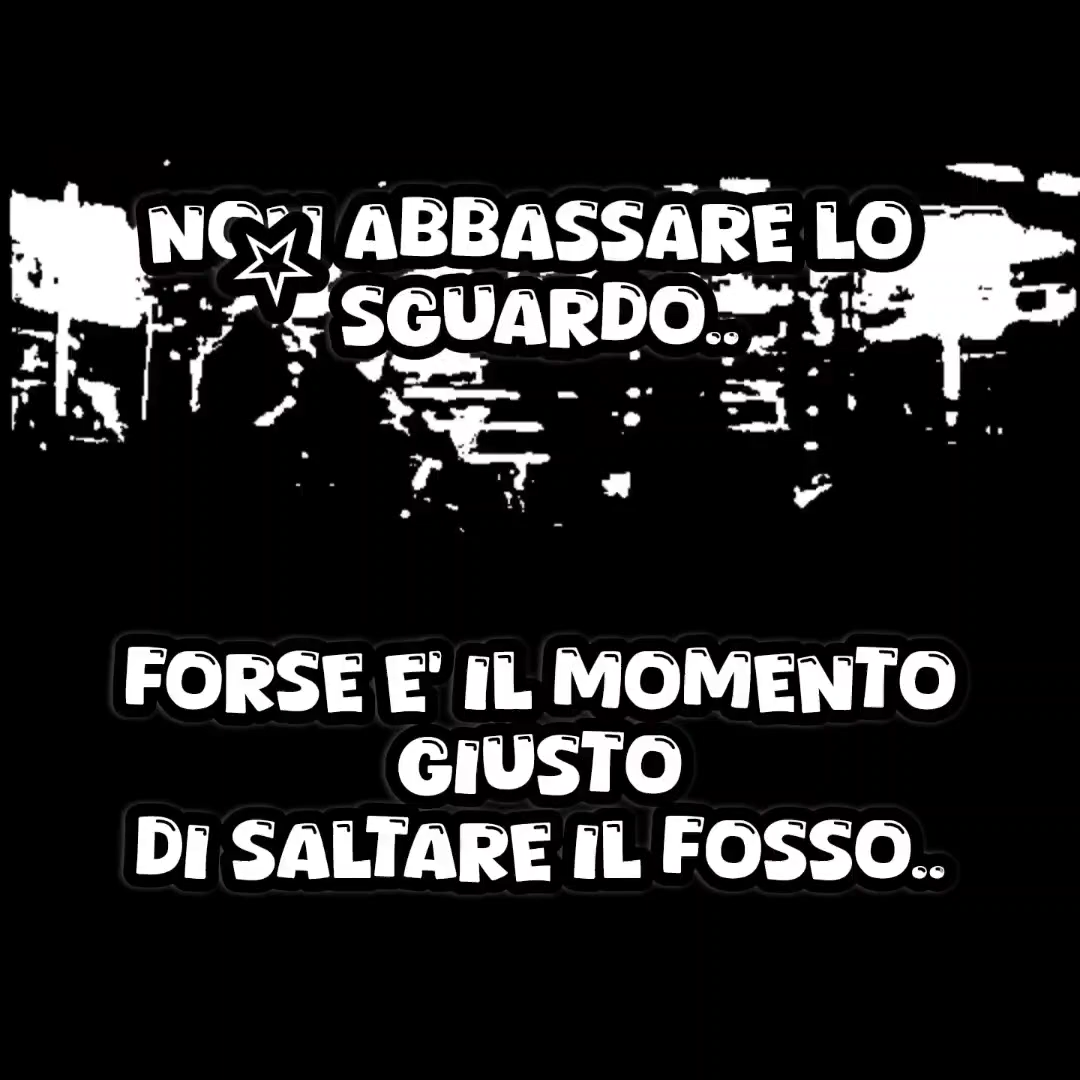 NON ABBASSARE LO
SGUARDO..
FORSE E' IL MOMENTO
GIUSTO
DI SALTARE IL FOSSO..